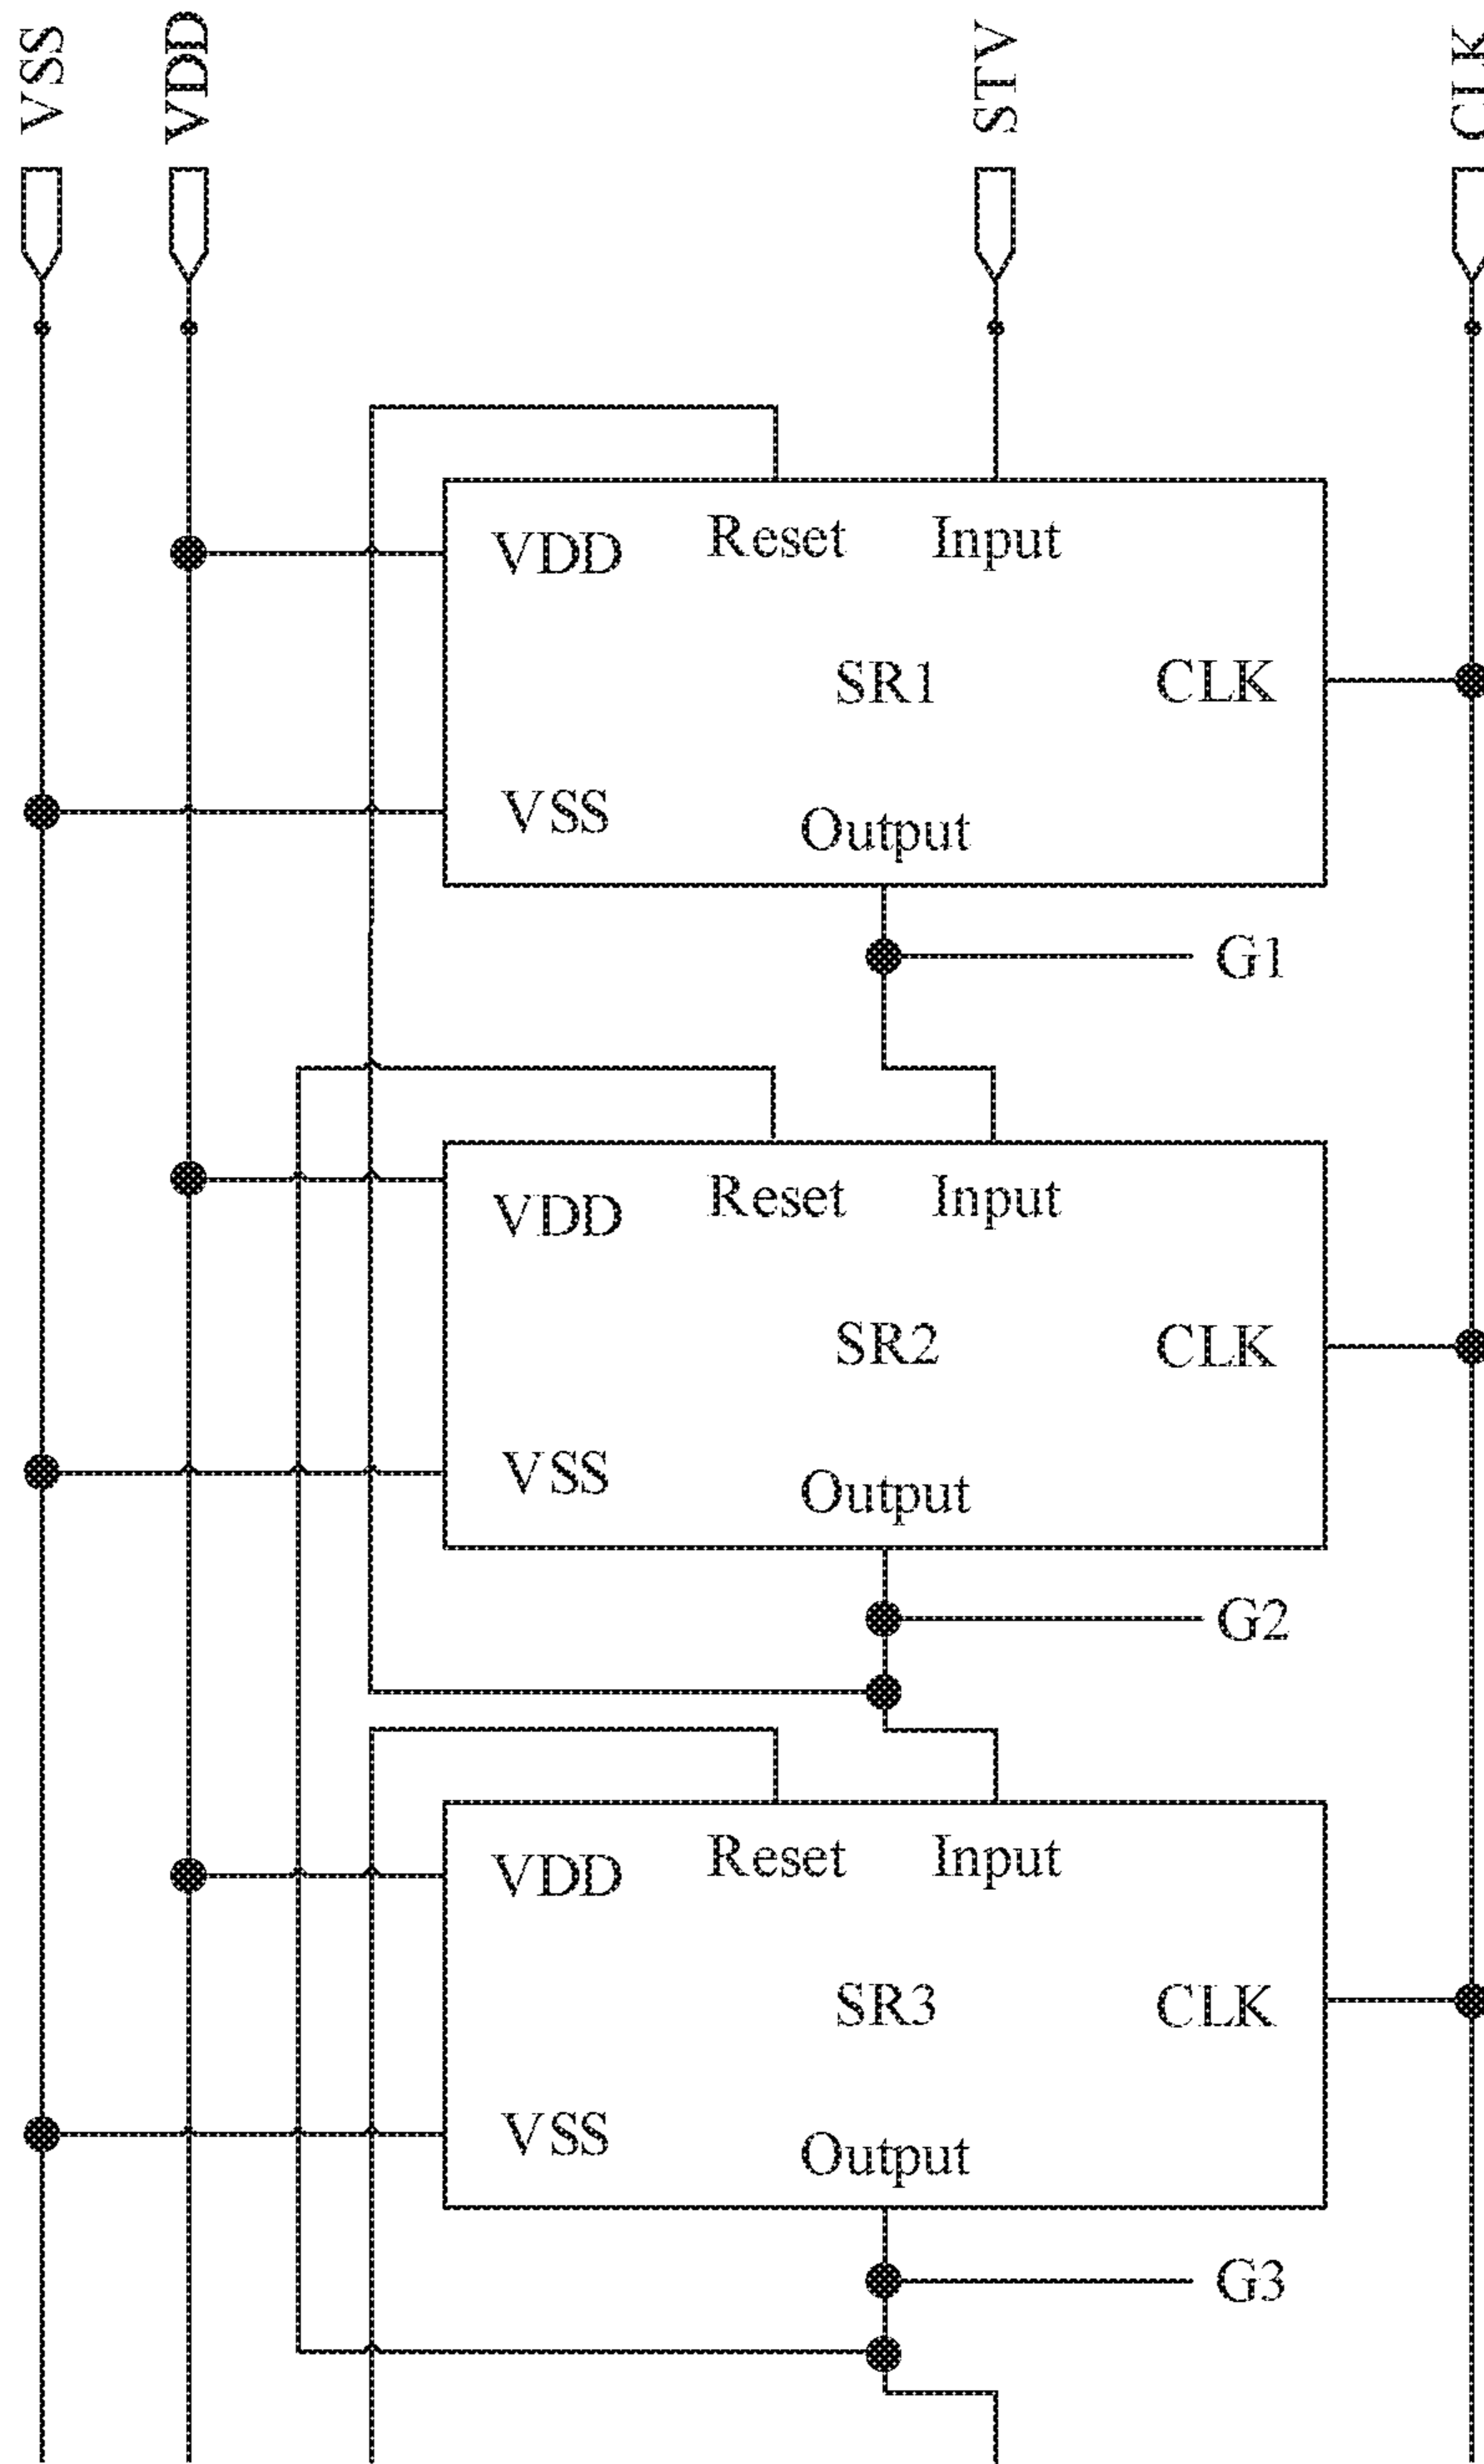 VSS
VDD
STV
CLK
Reset Input
VDD
SR1 CLK
VSS
Output
G1
Reset Input
VDD
SR2 CLK
VSS
Output
G2
Reset Input
VDD
SR3 CLK
VSS
Output
G3